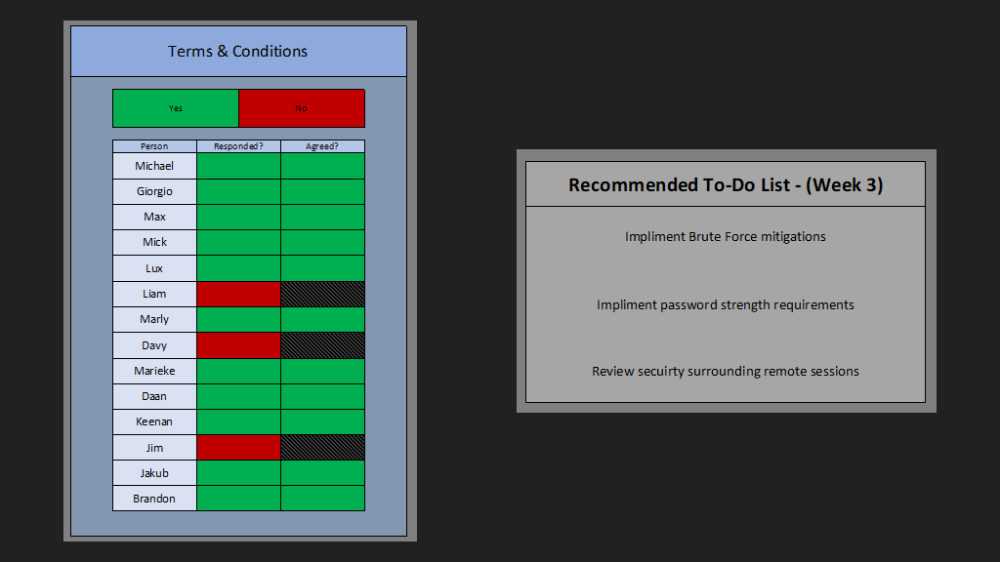 Terms & Conditions
Yes No
Person Responded? Agreed?
Michael
Giorgio
Max
Mick
Lux
Liam
Marly
Davy
Marieke
Daan
Keenan
Jim
Jakub
Brandon
Recommended To-Do List - (Week 3)
Impliment Brute Force mitigations
Impliment password strength requirements
Review secuirty surrounding remote sessions